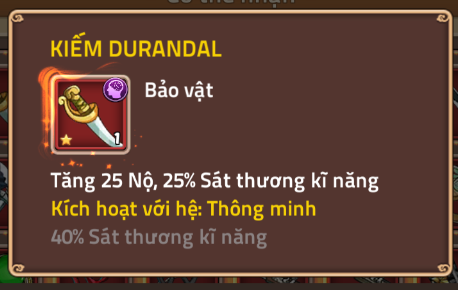 KIẾM DURANDAL
Bảo vật
1
Tăng 25 Nộ, 25% Sát thương kĩ năng
Kích hoạt với hệ: Thông minh
40% Sát thương kĩ năng